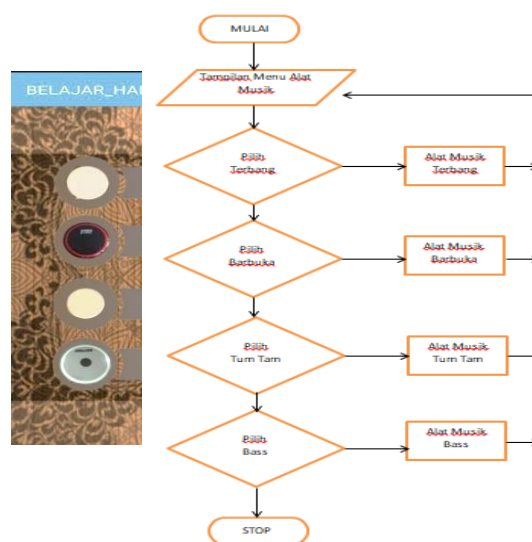 MULAI
BELAJAR_HA
Tampilan Menu Alat
Musik
Pilih
Terbang
Alat Musik
Terbang
Pilih
Barbuka
Alat Musik
Barbuka
Pilih
Tum Tam
Alat Musik
Tum Tam
Pilih
Bass
Alat Musik
Bass
STOP